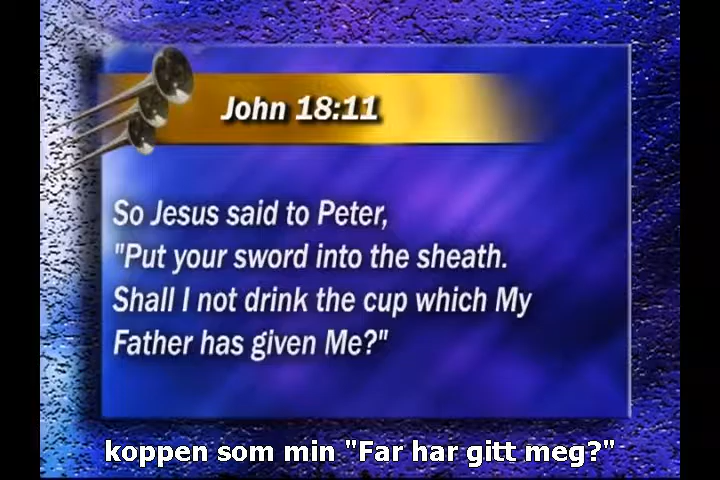 John 18:11
So Jesus said to Peter,
"Put your sword into the sheath.
Shall I not drink the cup which My
Father has given Me?"
koppen som min "Far har gitt meg?"